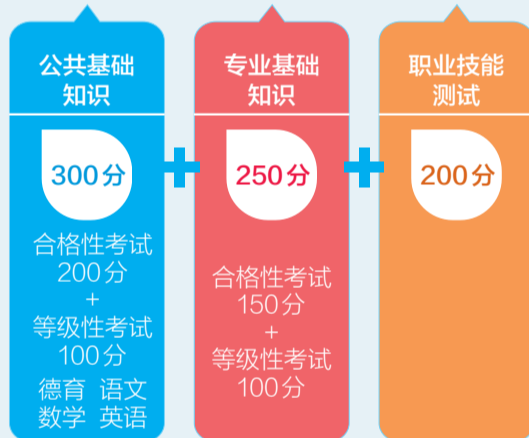 公共基础
知识
300分
合格性考试
200分
+
等级性考试
100分
德育 语文
数学 英语
+
专业基础
知识
250分
合格性考试
150分
+
等级性考试
100分
+
职业技能
测试
200分